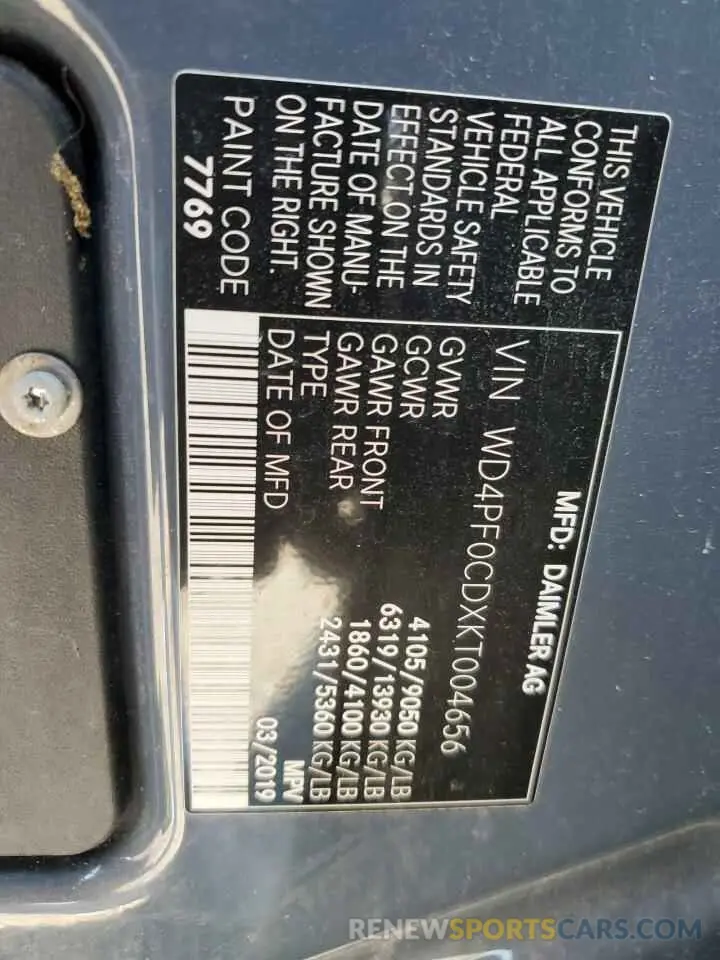 THIS VEHICLE
CONFORMS TO
ALL APPLICABLE
FEDERAL
VEHICLE SAFETY
STANDARDS IN
EFFECT ON THE
DATE OF MANU-
FACTURE SHOWN
ON THE RIGHT.
PAINT CODE
7769
MFD: DAIMLER AG
VIN WD4PF0CDXKT004656
GVWR 4105/9050 KG/LB
GCWR 6319/13930 KG/LB
GAWR FRONT 1860/4100 KG/LB
GAWR REAR 2431/5360 KG/LB
TYPE MPV
DATE OF MFD 03/2019
RENEWSPORTSCARS.COM